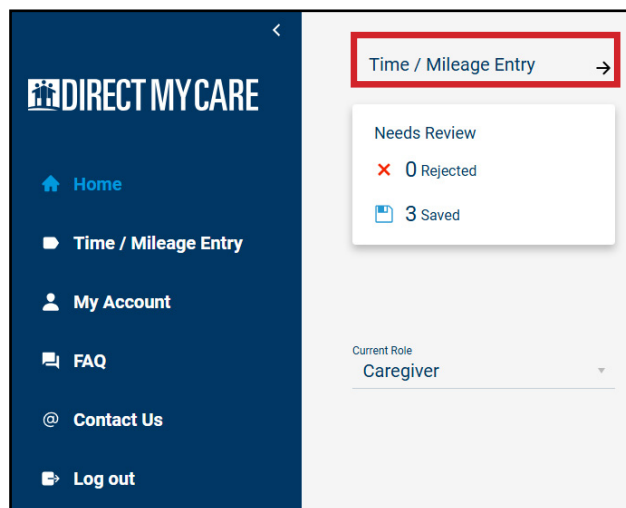 DIRECT MY CARE
Home
Time / Mileage Entry
My Account
FAQ
@ Contact Us
Log out
Time / Mileage Entry
Needs Review
0 Rejected
3 Saved
Current Role
Caregiver